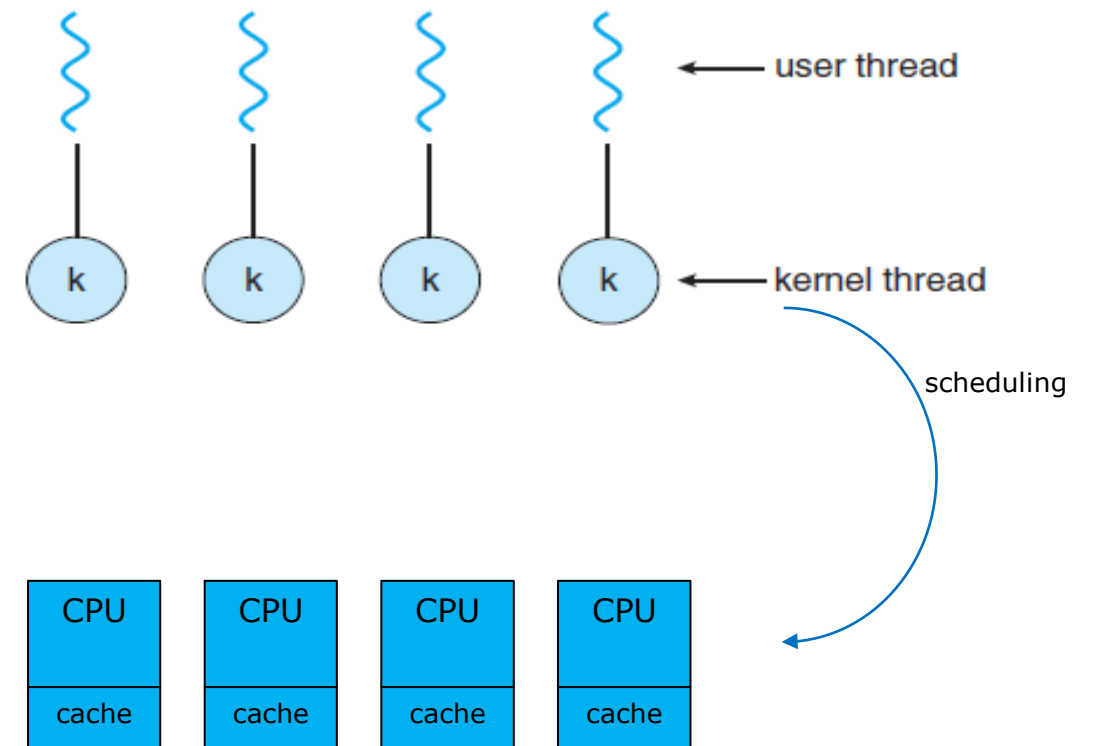 user thread
k k k k
kernel thread
scheduling
CPU CPU CPU CPU
cache cache cache cache